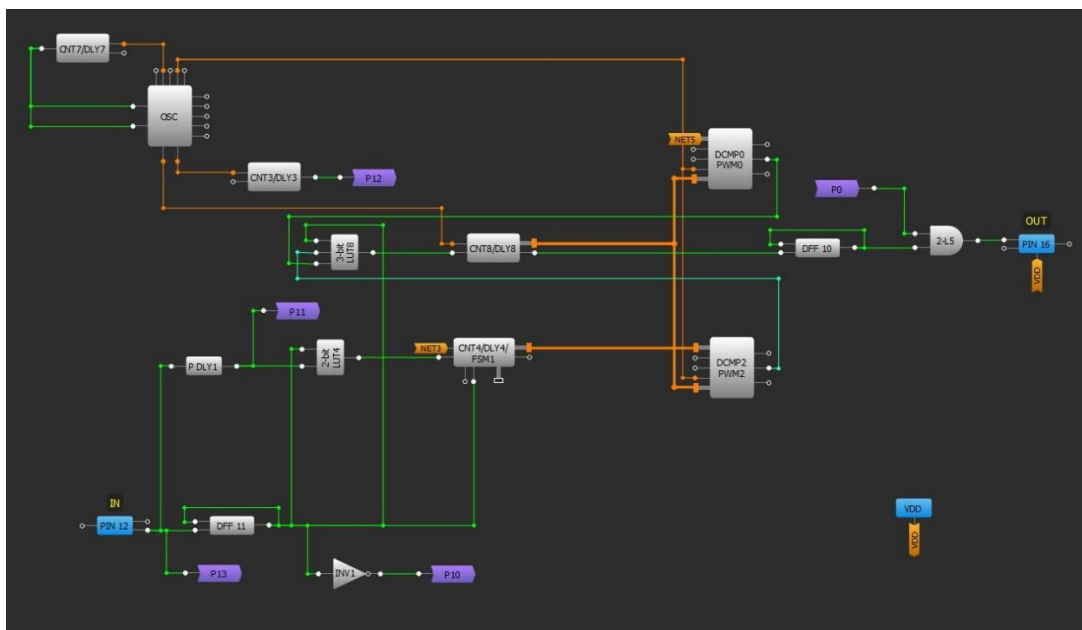 CNT7/DLY7
OSC
CNT3/DLY3
P12
NET5
DCMP0
PWM0
P0
OUT
2-L5
PIN 16
VDD
3-bit
LUT8
CNT8/DLY8
DFF 10
P11
P DLY1
2-bit
LUT4
NET3
CNT4/DLY4/
FSM1
DCMP2
PWM2
IN
PIN 12
DFF 11
VDD
VDD
P13
INV1
P10